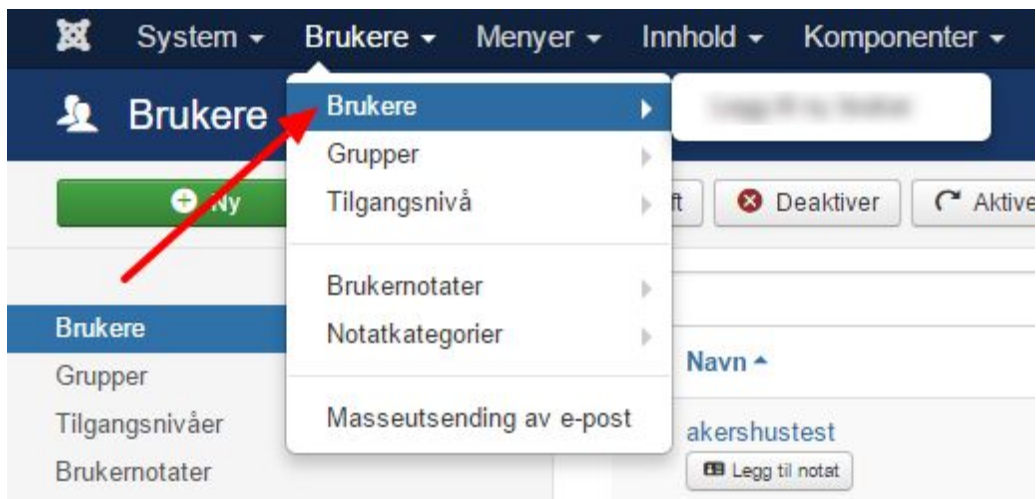 System Brukere Menyer Innhold Komponenter
Brukere
Brukere
Grupper
Tilgangsnivå
Brukernotater
Notatkategorier
Masseutsending av e-post
Ny
Deaktiver
Brukere
Grupper
Tilgangsnivåer
Brukernotater
Navn
akershustest
Legg til notat